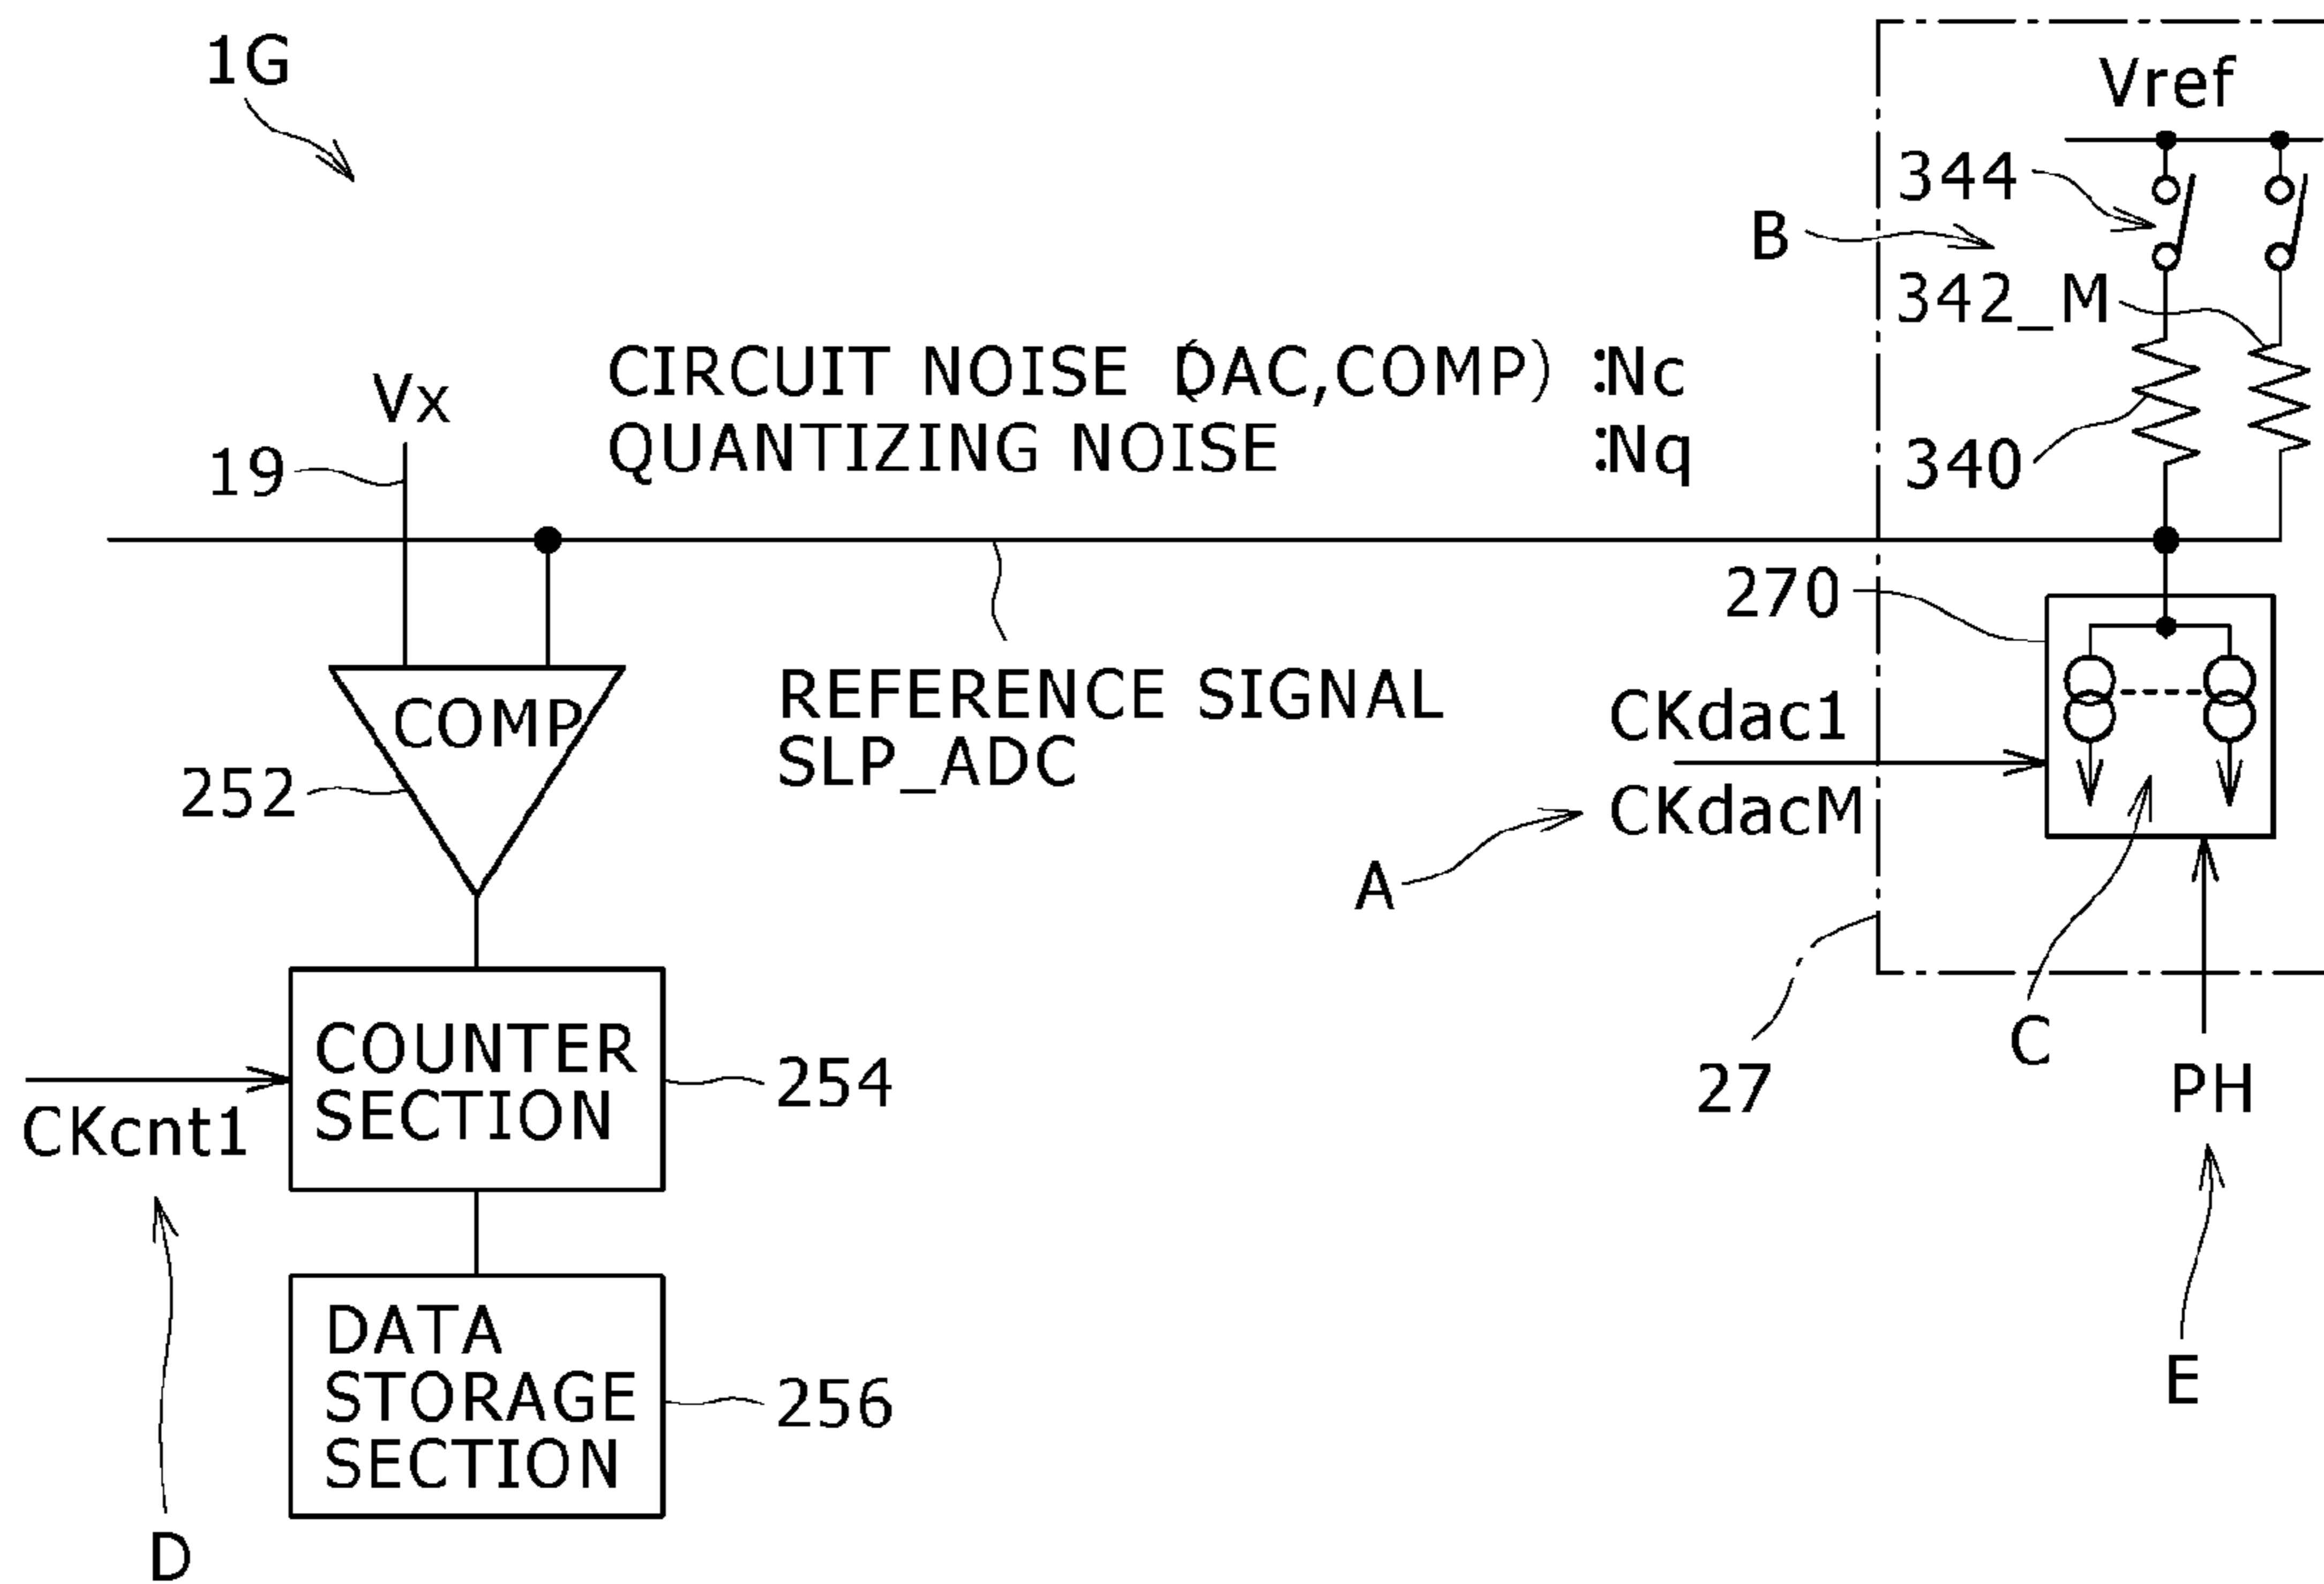 1G
Vref
344
B
342_M
CIRCUIT NOISE (DAC,COMP) :Nc
Vx
QUANTIZING NOISE :Nq
19
340
270
REFERENCE SIGNAL
SLP_ADC
COMP
CKdac1
252
CKdacM
A
COUNTER
SECTION
C
254
27
PH
CKcnt1
DATA
STORAGE
SECTION
256
E
D